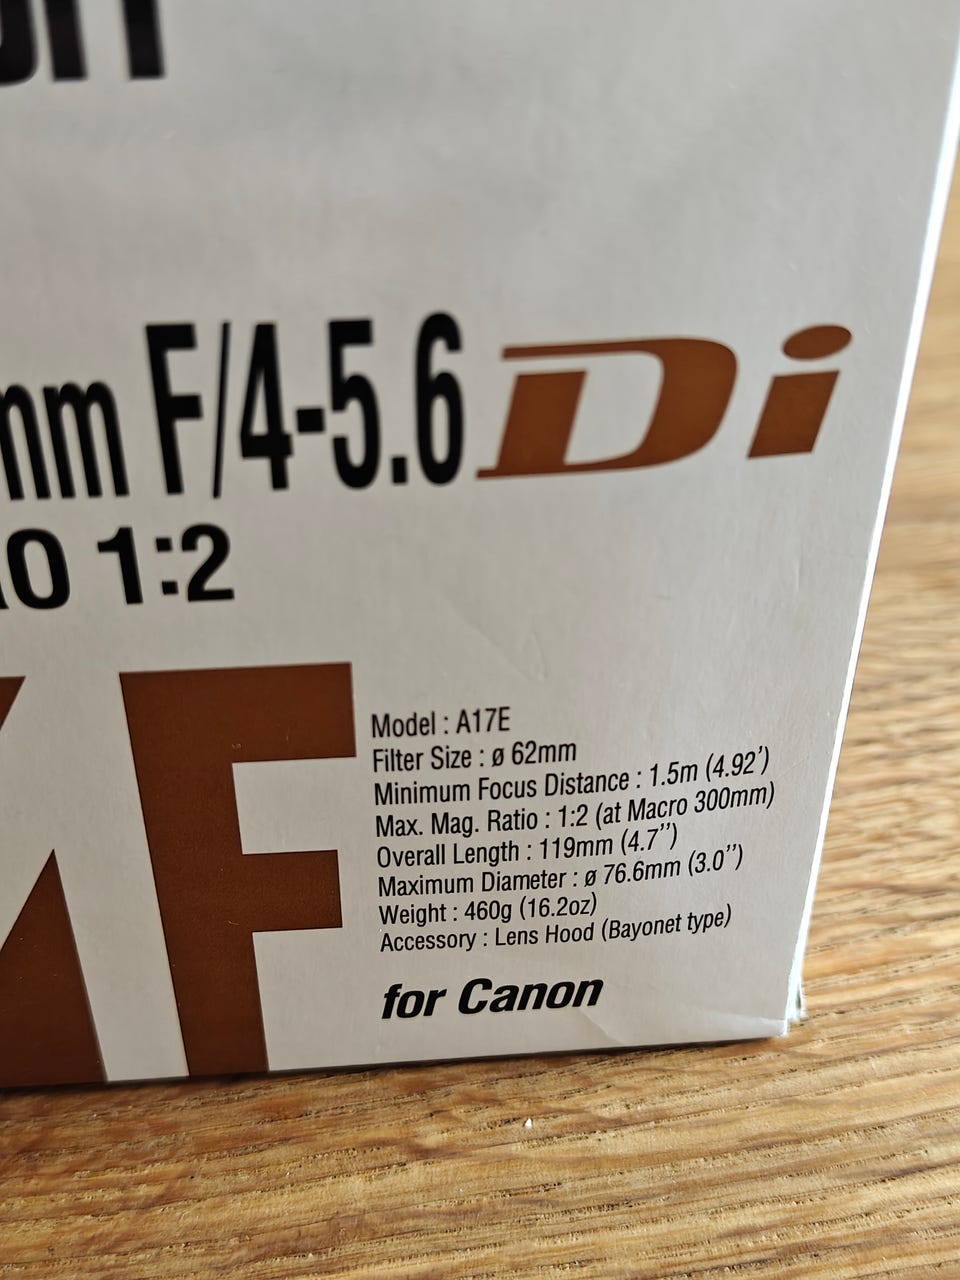 mm F/4-5.6 Di
1:2
Model : A17E
Filter Size : ø 62mm
Minimum Focus Distance : 1.5m (4.92')
Max. Mag. Ratio : 1:2 (at Macro 300mm)
Overall Length : 119mm (4.7'')
Maximum Diameter : ø 76.6mm (3.0'')
Weight : 460g (16.2oz)
Accessory : Lens Hood (Bayonet type)
for Canon